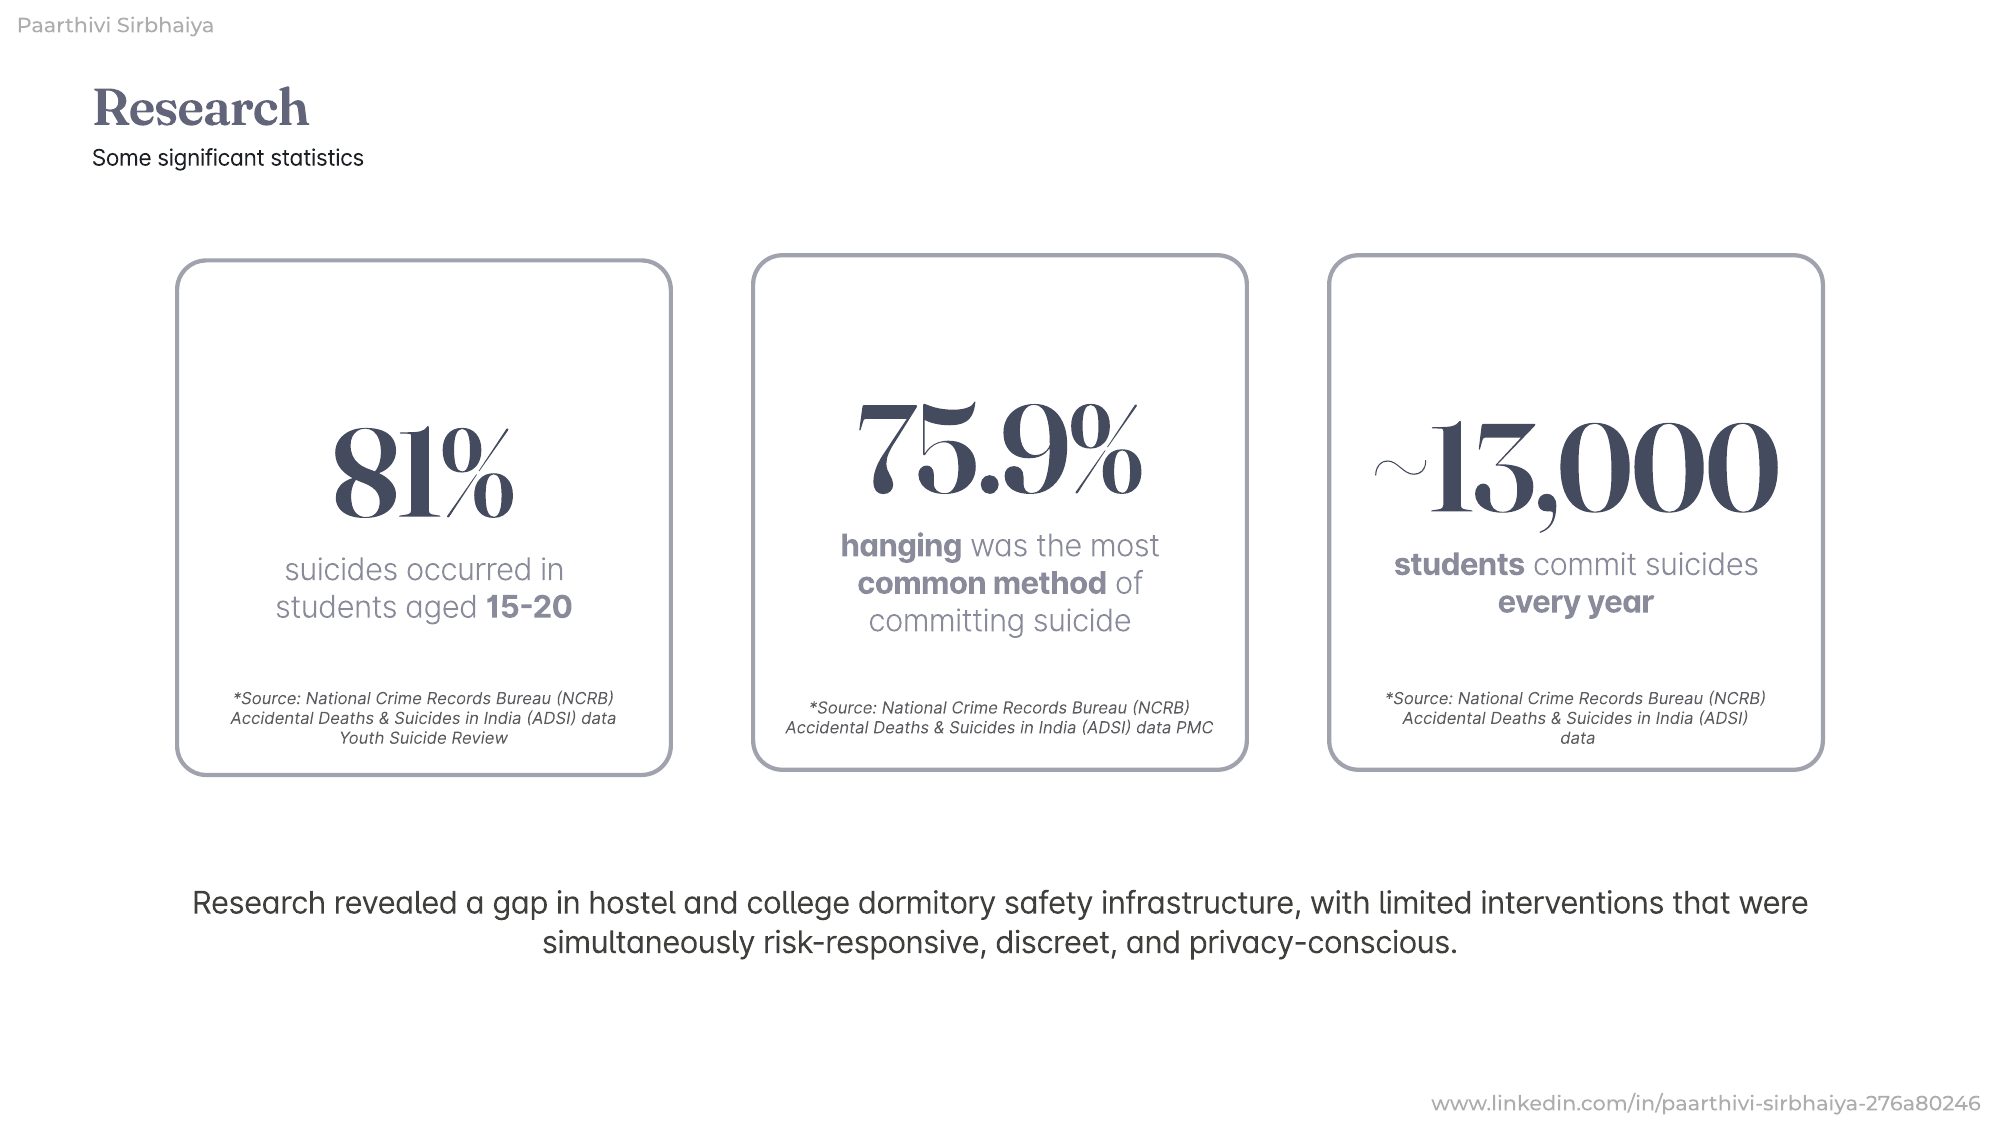 Paarthivi Sirbhaiya
Research
Some significant statistics
81%
suicides occurred in
students aged 15-20
*Source: National Crime Records Bureau (NCRB)
Accidental Deaths & Suicides in India (ADSI) data
Youth Suicide Review
75.9%
hanging was the most
common method of
committing suicide
*Source: National Crime Records Bureau (NCRB)
Accidental Deaths & Suicides in India (ADSI) data PMC
~13,000
students commit suicides
every year
*Source: National Crime Records Bureau (NCRB)
Accidental Deaths & Suicides in India (ADSI)
data
Research revealed a gap in hostel and college dormitory safety infrastructure, with limited interventions that were
simultaneously risk-responsive, discreet, and privacy-conscious.
www.linkedin.com/in/paarthivi-sirbhaiya-276a80246